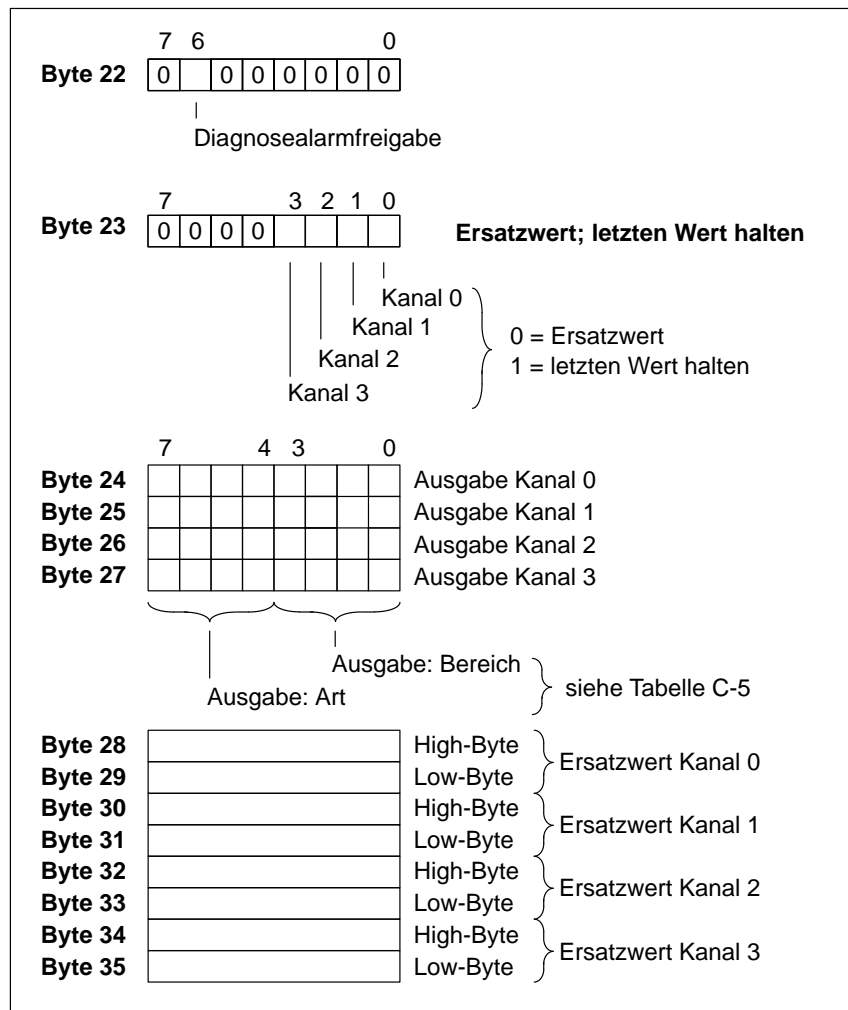 7 6 0
Byte 22 0 0 0 0 0 0 0
Diagnosealarmfreigabe
7 3 2 1 0
Byte 23 0 0 0 0 Ersatzwert; letzten Wert halten
Kanal 0
Kanal 1
Kanal 2
Kanal 3
0 = Ersatzwert
1 = letzten Wert halten
7 4 3 0
Byte 24 Ausgabe Kanal 0
Byte 25 Ausgabe Kanal 1
Byte 26 Ausgabe Kanal 2
Byte 27 Ausgabe Kanal 3
Ausgabe: Bereich
Ausgabe: Art
siehe Tabelle C-5
Byte 28 High-Byte
Byte 29 Low-Byte
Ersatzwert Kanal 0
Byte 30 High-Byte
Byte 31 Low-Byte
Ersatzwert Kanal 1
Byte 32 High-Byte
Byte 33 Low-Byte
Ersatzwert Kanal 2
Byte 34 High-Byte
Byte 35 Low-Byte
Ersatzwert Kanal 3